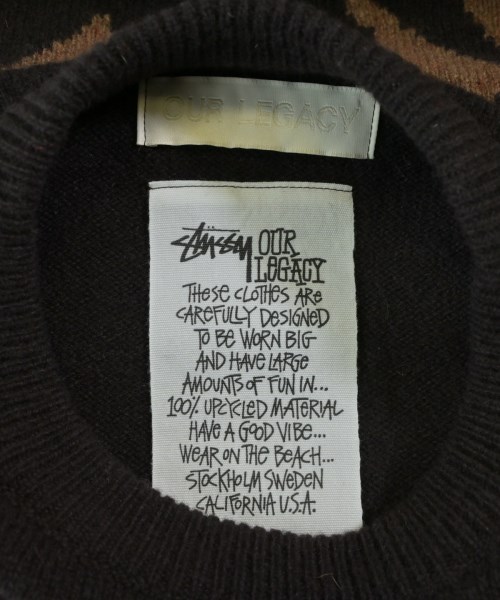 OUR LEGACY
STÜSSY OUR
LEGACY
THESE CLOTHES ARE
CAREFULLY DESIGNED
TO BE WORN BIG
AND HAVE LARGE
AMOUNTS OF FUN IN...
100% UPCYCLED MATERIAL
HAVE A GOOD VIBE...
WEAR ON THE BEACH...
STOCKHOLM SWEDEN
CALIFORNIA U.S.A.